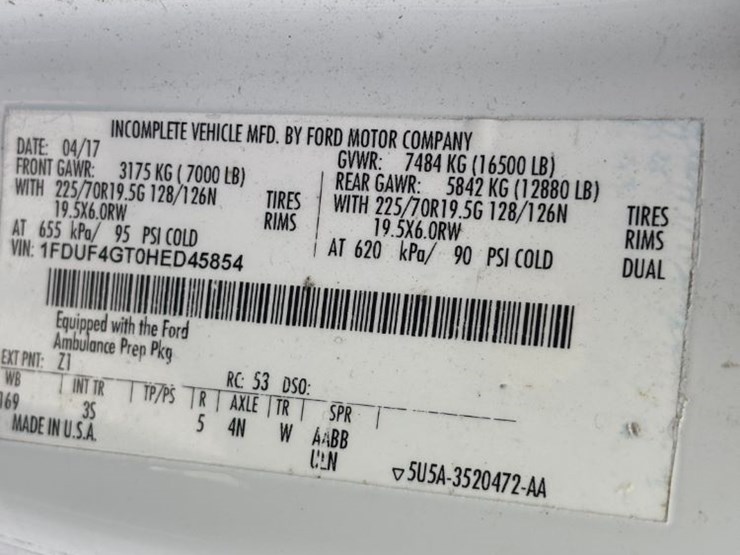 INCOMPLETE VEHICLE MFD. BY FORD MOTOR COMPANY
DATE: 04/17 GVWR: 7484 KG (16500 LB)
FRONT GAWR: 3175 KG ( 7000 LB) REAR GAWR: 5842 KG (12880 LB)
WITH 225/70R19.5G 128/126N TIRES WITH 225/70R19.5G 128/126N TIRES
19.5X6.0RW RIMS 19.5X6.0RW RIMS
AT 655 kPa/ 95 PSI COLD AT 620 kPa/ 90 PSI COLD DUAL
VIN: 1FDUF4GT0HED45854
Equipped with the Ford
Ambulance Prep Pkg
EXT PNT: Z1 RC: 53 DSO:
WB INT TR TP/PS R AXLE TR SPR
169 3S 5 4N W AABB
MADE IN U.S.A.
5U5A-3520472-AA